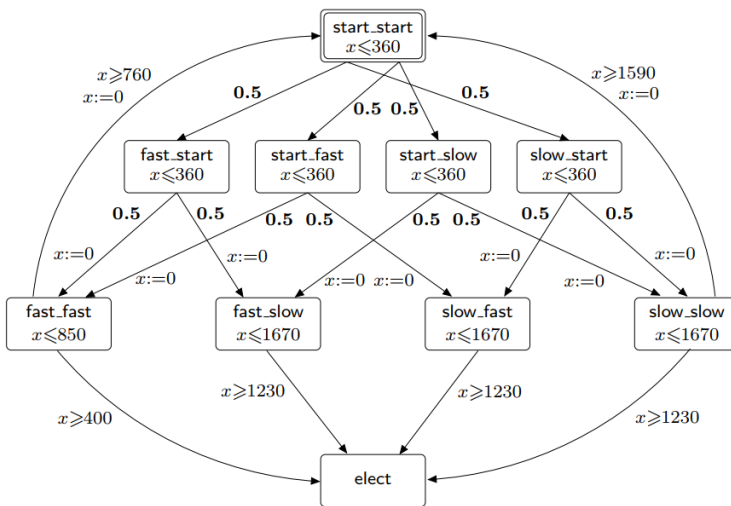 start_start
x⩽360
x⩾760
x:=0
x⩾1590
x:=0
0.5
0.5 0.5
0.5
fast_start
x⩽360
start_fast
x⩽360
start_slow
x⩽360
slow_start
x⩽360
0.5
0.5
0.5 0.5
0.5 0.5
0.5
0.5
x:=0
x:=0
x:=0
x:=0 x:=0
x:=0
x:=0
x:=0
fast_fast
x⩽850
fast_slow
x⩽1670
slow_fast
x⩽1670
slow_slow
x⩽1670
x⩾400
x⩾1230
x⩾1230
x⩾1230
elect